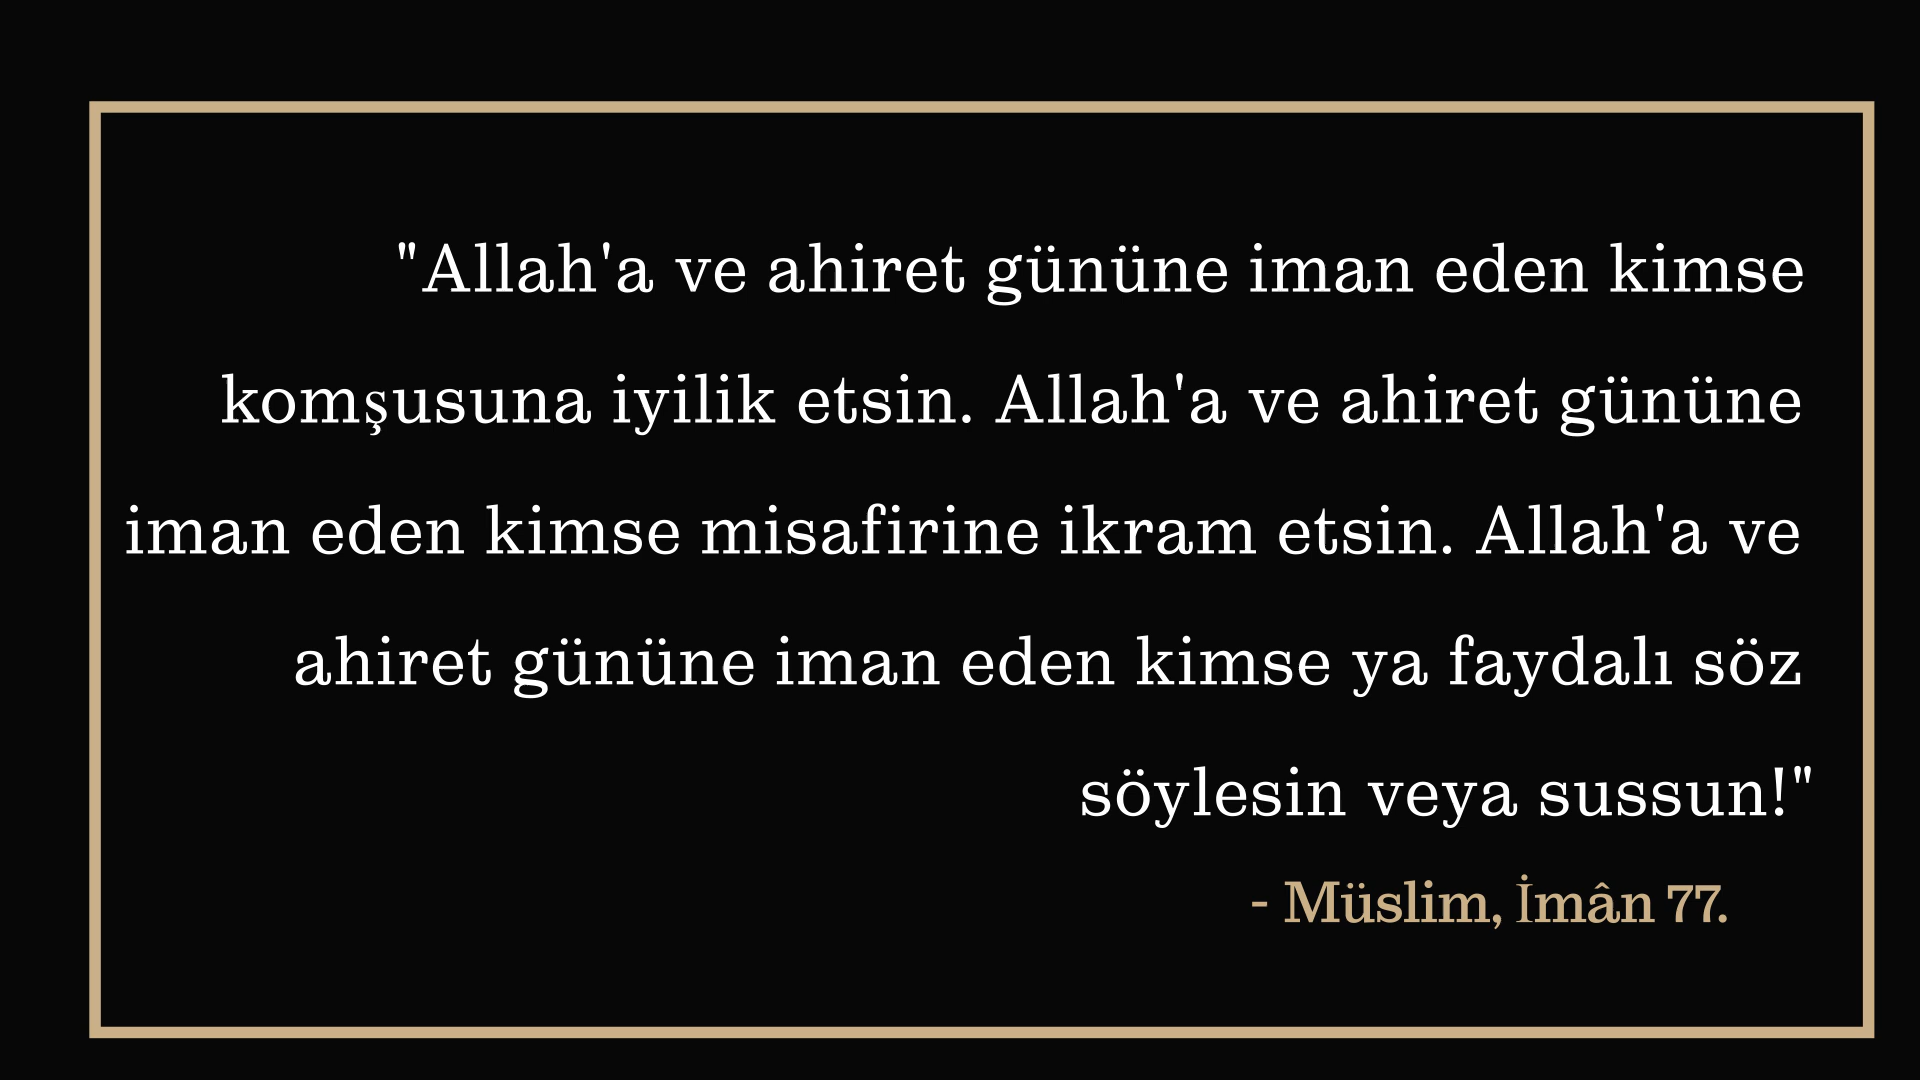 "Allah'a ve ahiret gününe iman eden kimse
komşusuna iyilik etsin. Allah'a ve ahiret gününe
iman eden kimse misafirine ikram etsin. Allah'a ve
ahiret gününe iman eden kimse ya faydalı söz
söylesin veya sussun!"
- Müslim, İmân 77.